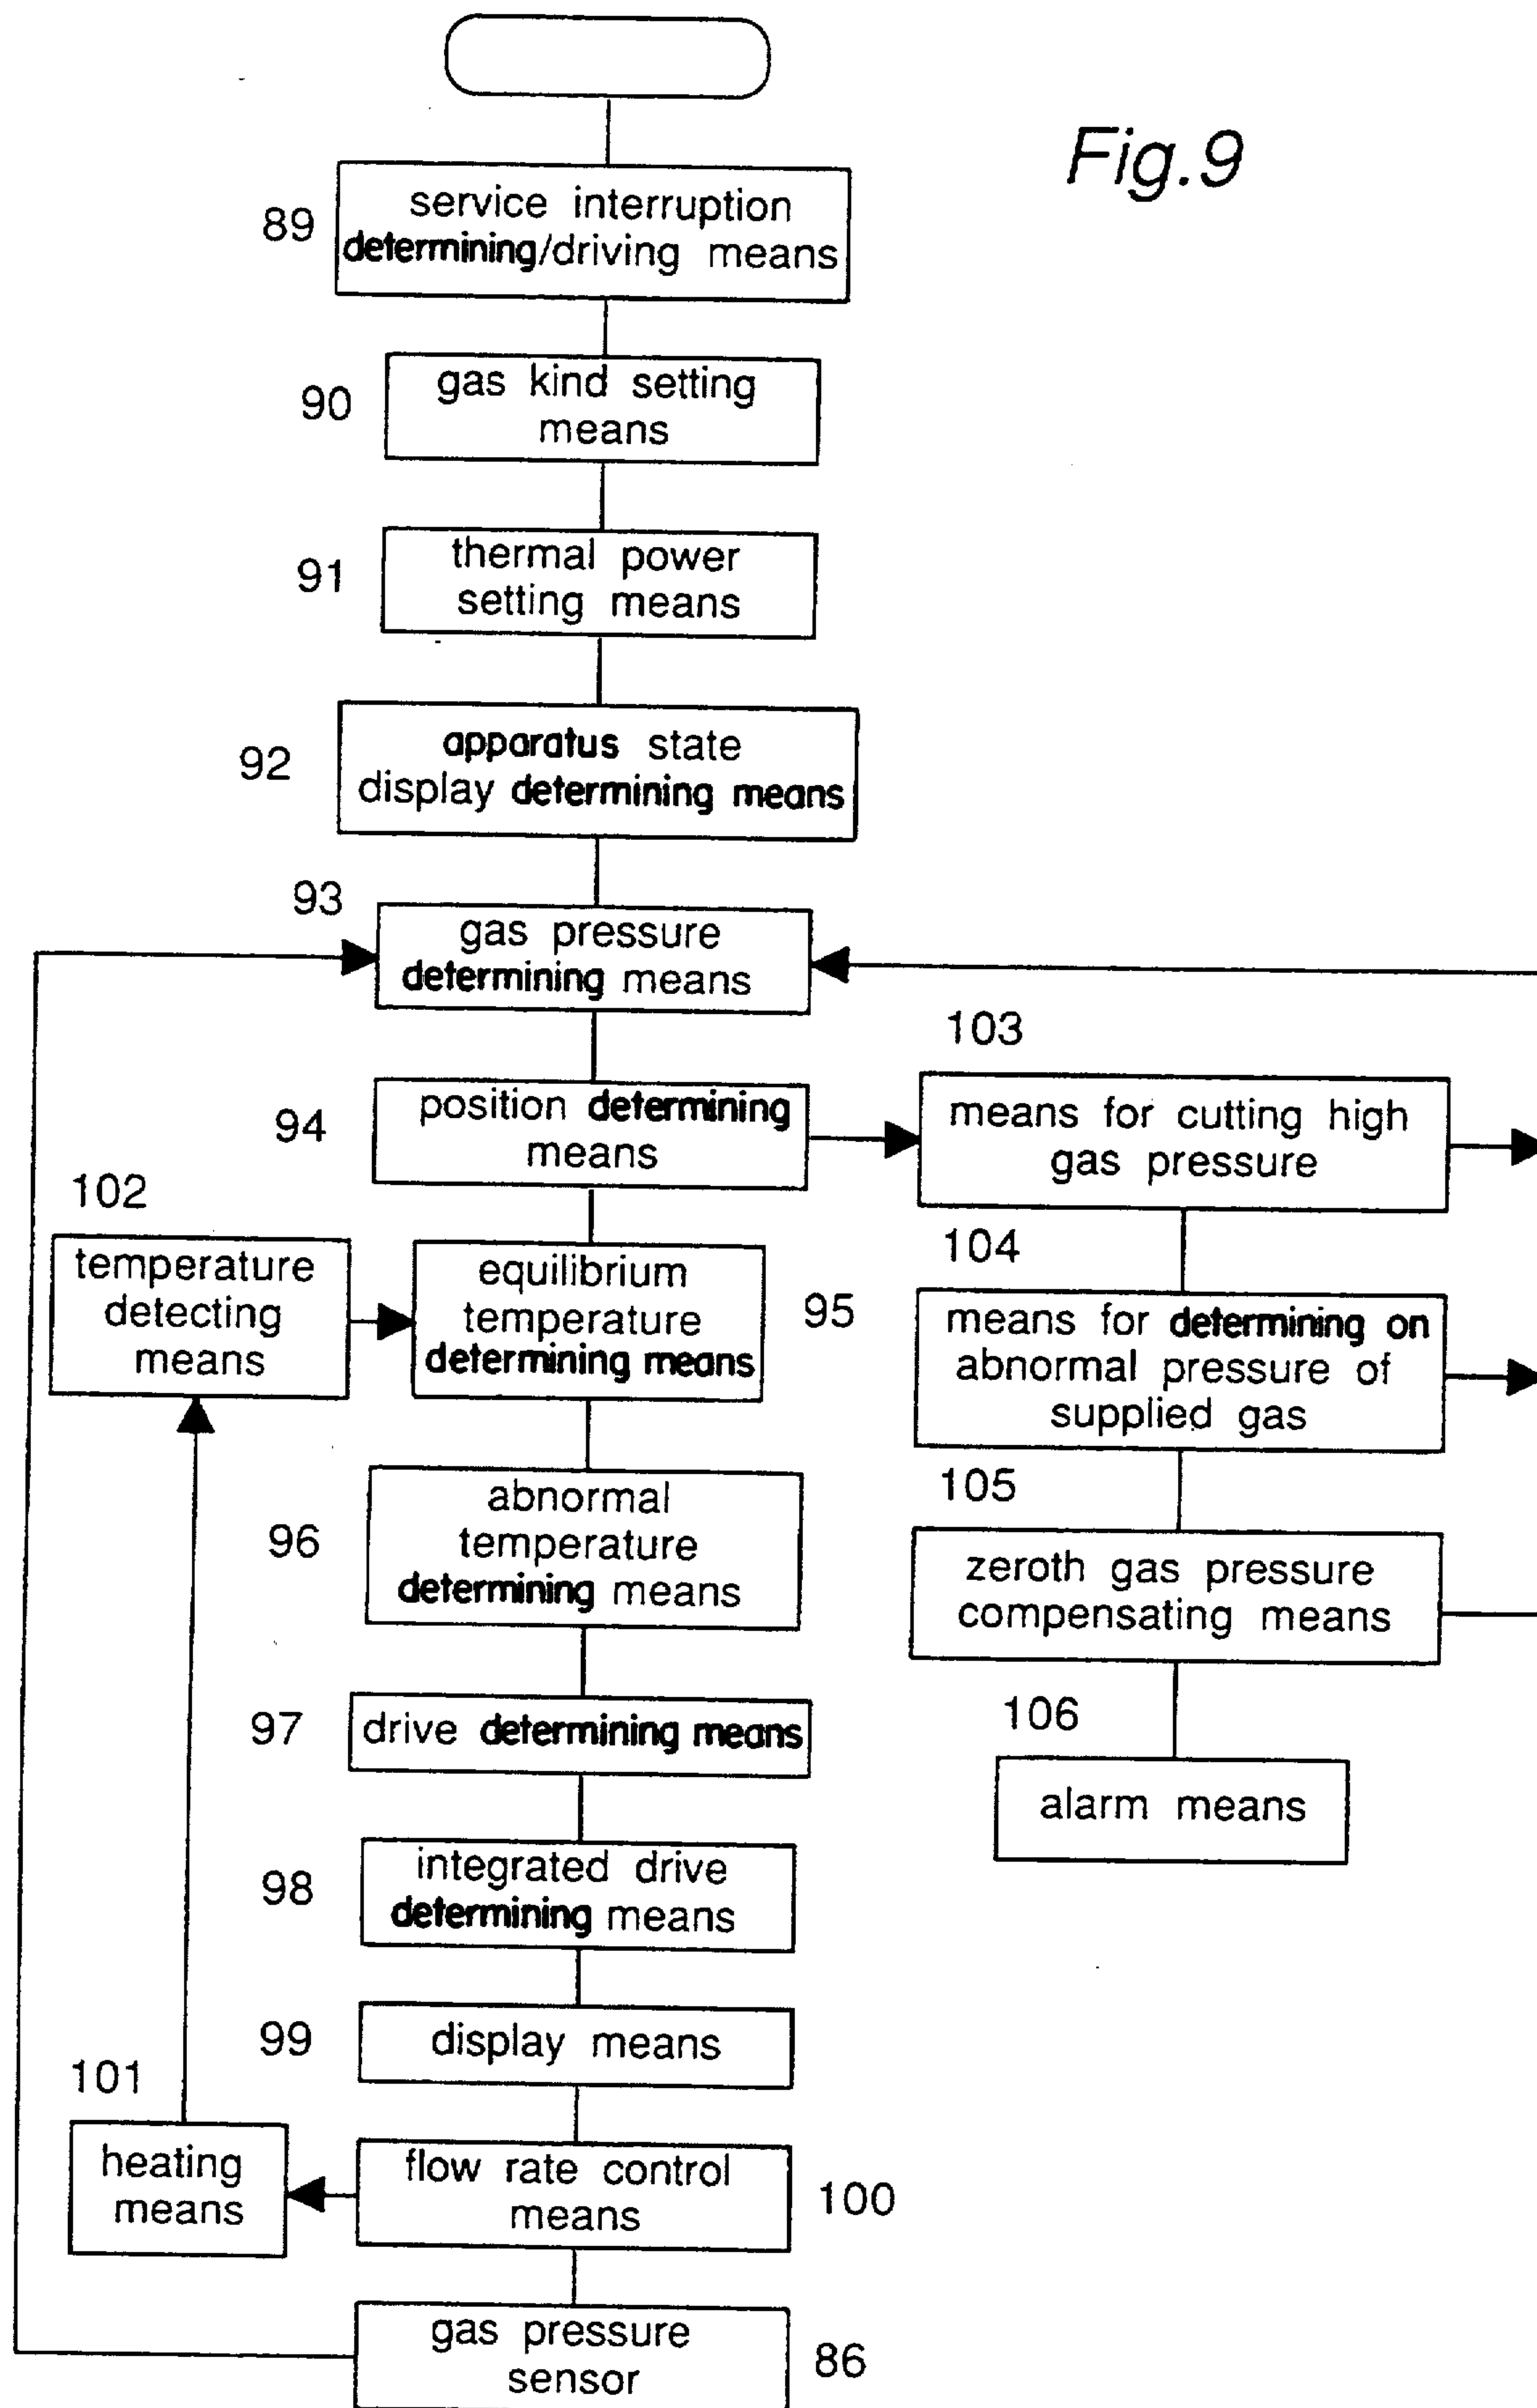 Fig.9
89
service interruption
determining/driving means
90
gas kind setting
means
91
thermal power
setting means
92
apparatus state
display determining means
93
gas pressure
determining means
94
position determining
means
102
temperature
detecting
means
equilibrium
temperature
determining means
95
96
abnormal
temperature
determining means
97
drive determining means
98
integrated drive
determining means
99
display means
101
heating
means
flow rate control
means
100
gas pressure
sensor
86
103
means for cutting high
gas pressure
104
means for determining on
abnormal pressure of
supplied gas
105
zeroth gas pressure
compensating means
106
alarm means